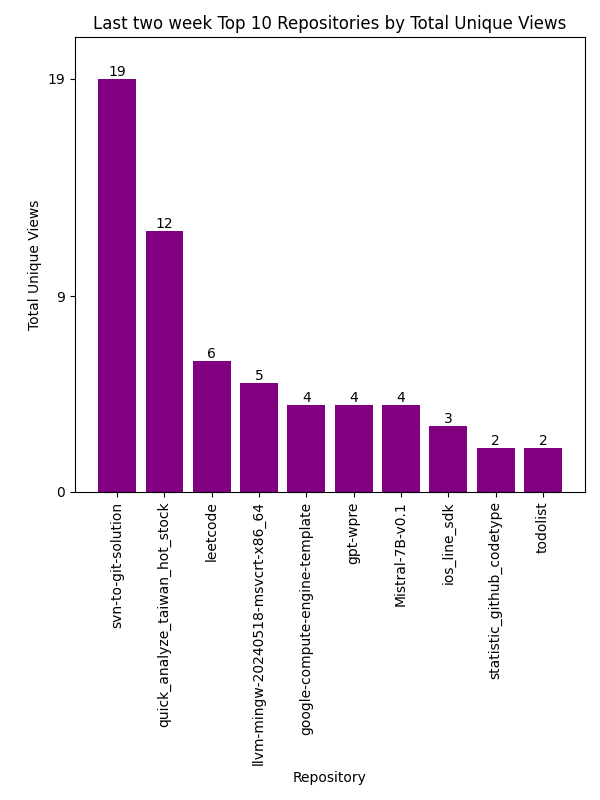 Last two week Top 10 Repositories by Total Unique Views
Total Unique Views
19
9
0
19
12
6
5
4
4
4
3
2
2
svn-to-git-solution
quick_analyze_taiwan_hot_stock
leetcode
llvm-mingw-20240518-msvcrt-x86_64
google-compute-engine-template
gpt-wpre
Mistral-7B-v0.1
ios_line_sdk
statistic_github_codetype
todolist
Repository